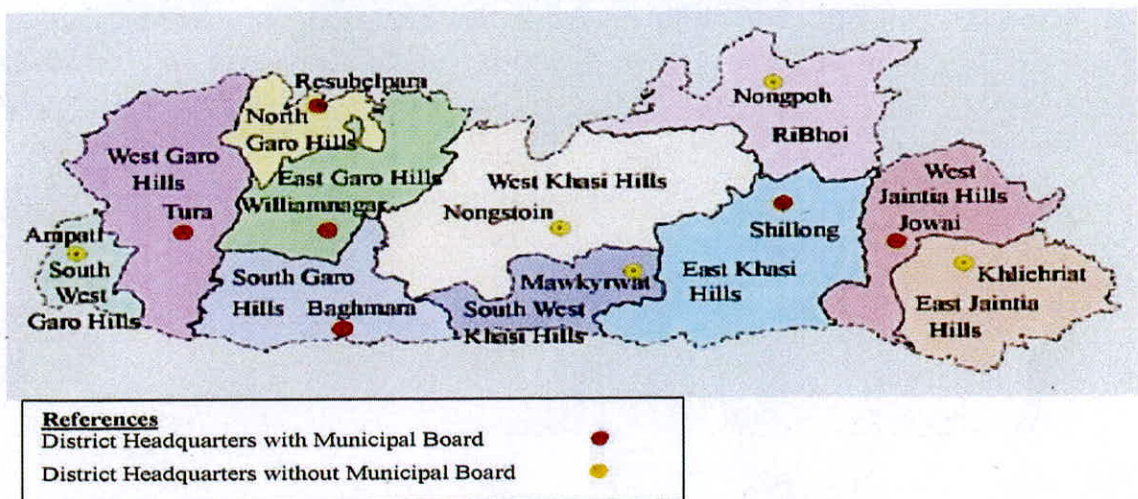 Resubelpara
North
Garo Hills
West Garo
Hills
Tura
East Garo Hills
Williamnagar
Ampati
South
West
Garo Hills
South Garo
Hills
Baghmara
West Khasi Hills
Nongstoin
Mawkyrwat
South West
Khasi Hills
Nongpoh
RiBhoi
Shillong
East Khasi
Hills
West
Jaintia Hills
Jowai
Khlichriat
East Jaintia
Hills
References
District Headquarters with Municipal Board
District Headquarters without Municipal Board